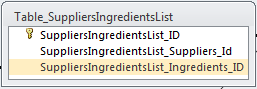 Table_SuppliersIngredientsList
SuppliersIngredientsList_ID
SuppliersIngredientsList_Suppliers_Id
SuppliersIngredientsList_Ingredients_ID